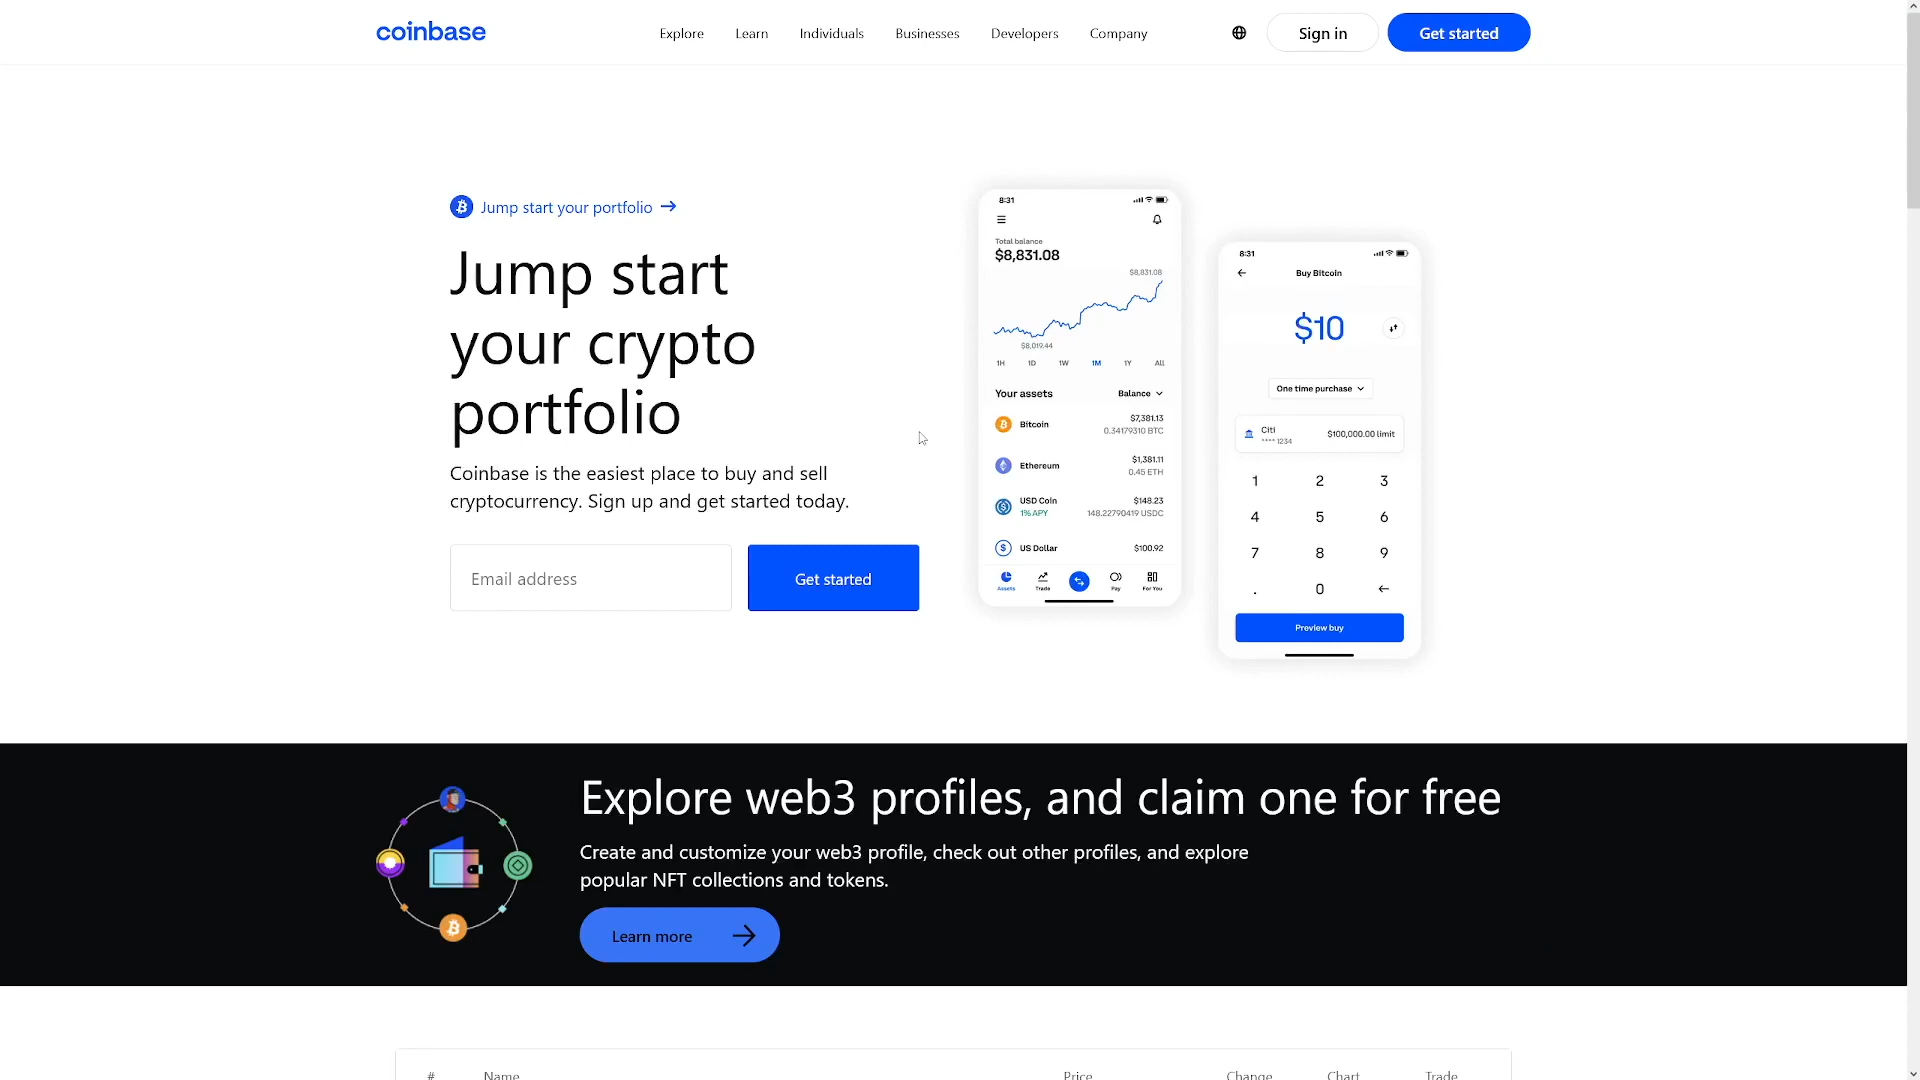 coinbase
Explore
Learn
Individuals
Businesses
Developers
Company
Sign in
Get started
Jump start your portfolio
Jump start
your crypto
portfolio
Coinbase is the easiest place to buy and sell
cryptocurrency. Sign up and get started today.
Email address
Get started
8:31
Total balance
$8,831.08
$8,831.08
$8,019.44
1H 1D 1W 1M 1Y All
Your assets Balance
Bitcoin $7,381.13
0.34179310 BTC
Ethereum $1,381.11
0.45 ETH
USD Coin $148.23
1% APY 148.22790419 USDC
US Dollar $100.92
Assets Trade Pay For You
8:31
Buy Bitcoin
$10
One time purchase
Citi $100,000.00 limit
**** 1234
1 2 3
4 5 6
7 8 9
. 0
Preview buy
Explore web3 profiles, and claim one for free
Create and customize your web3 profile, check out other profiles, and explore
popular NFT collections and tokens.
Learn more
# Name Price Change Chart Trade